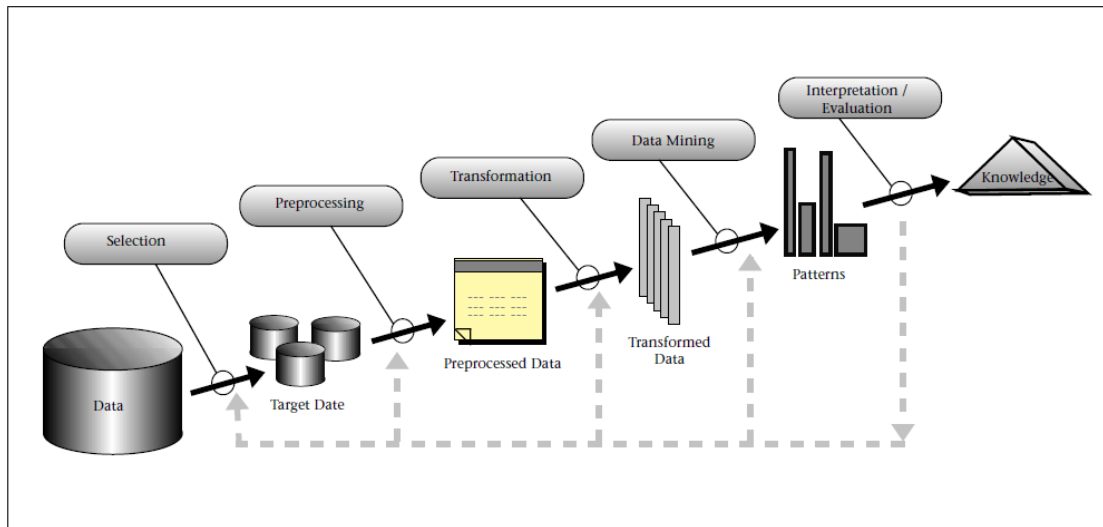 Interpretation /
Evaluation
Data Mining
Transformation
Preprocessing
Selection
Knowledge
Patterns
Transformed
Data
Preprocessed Data
Target Date
Data